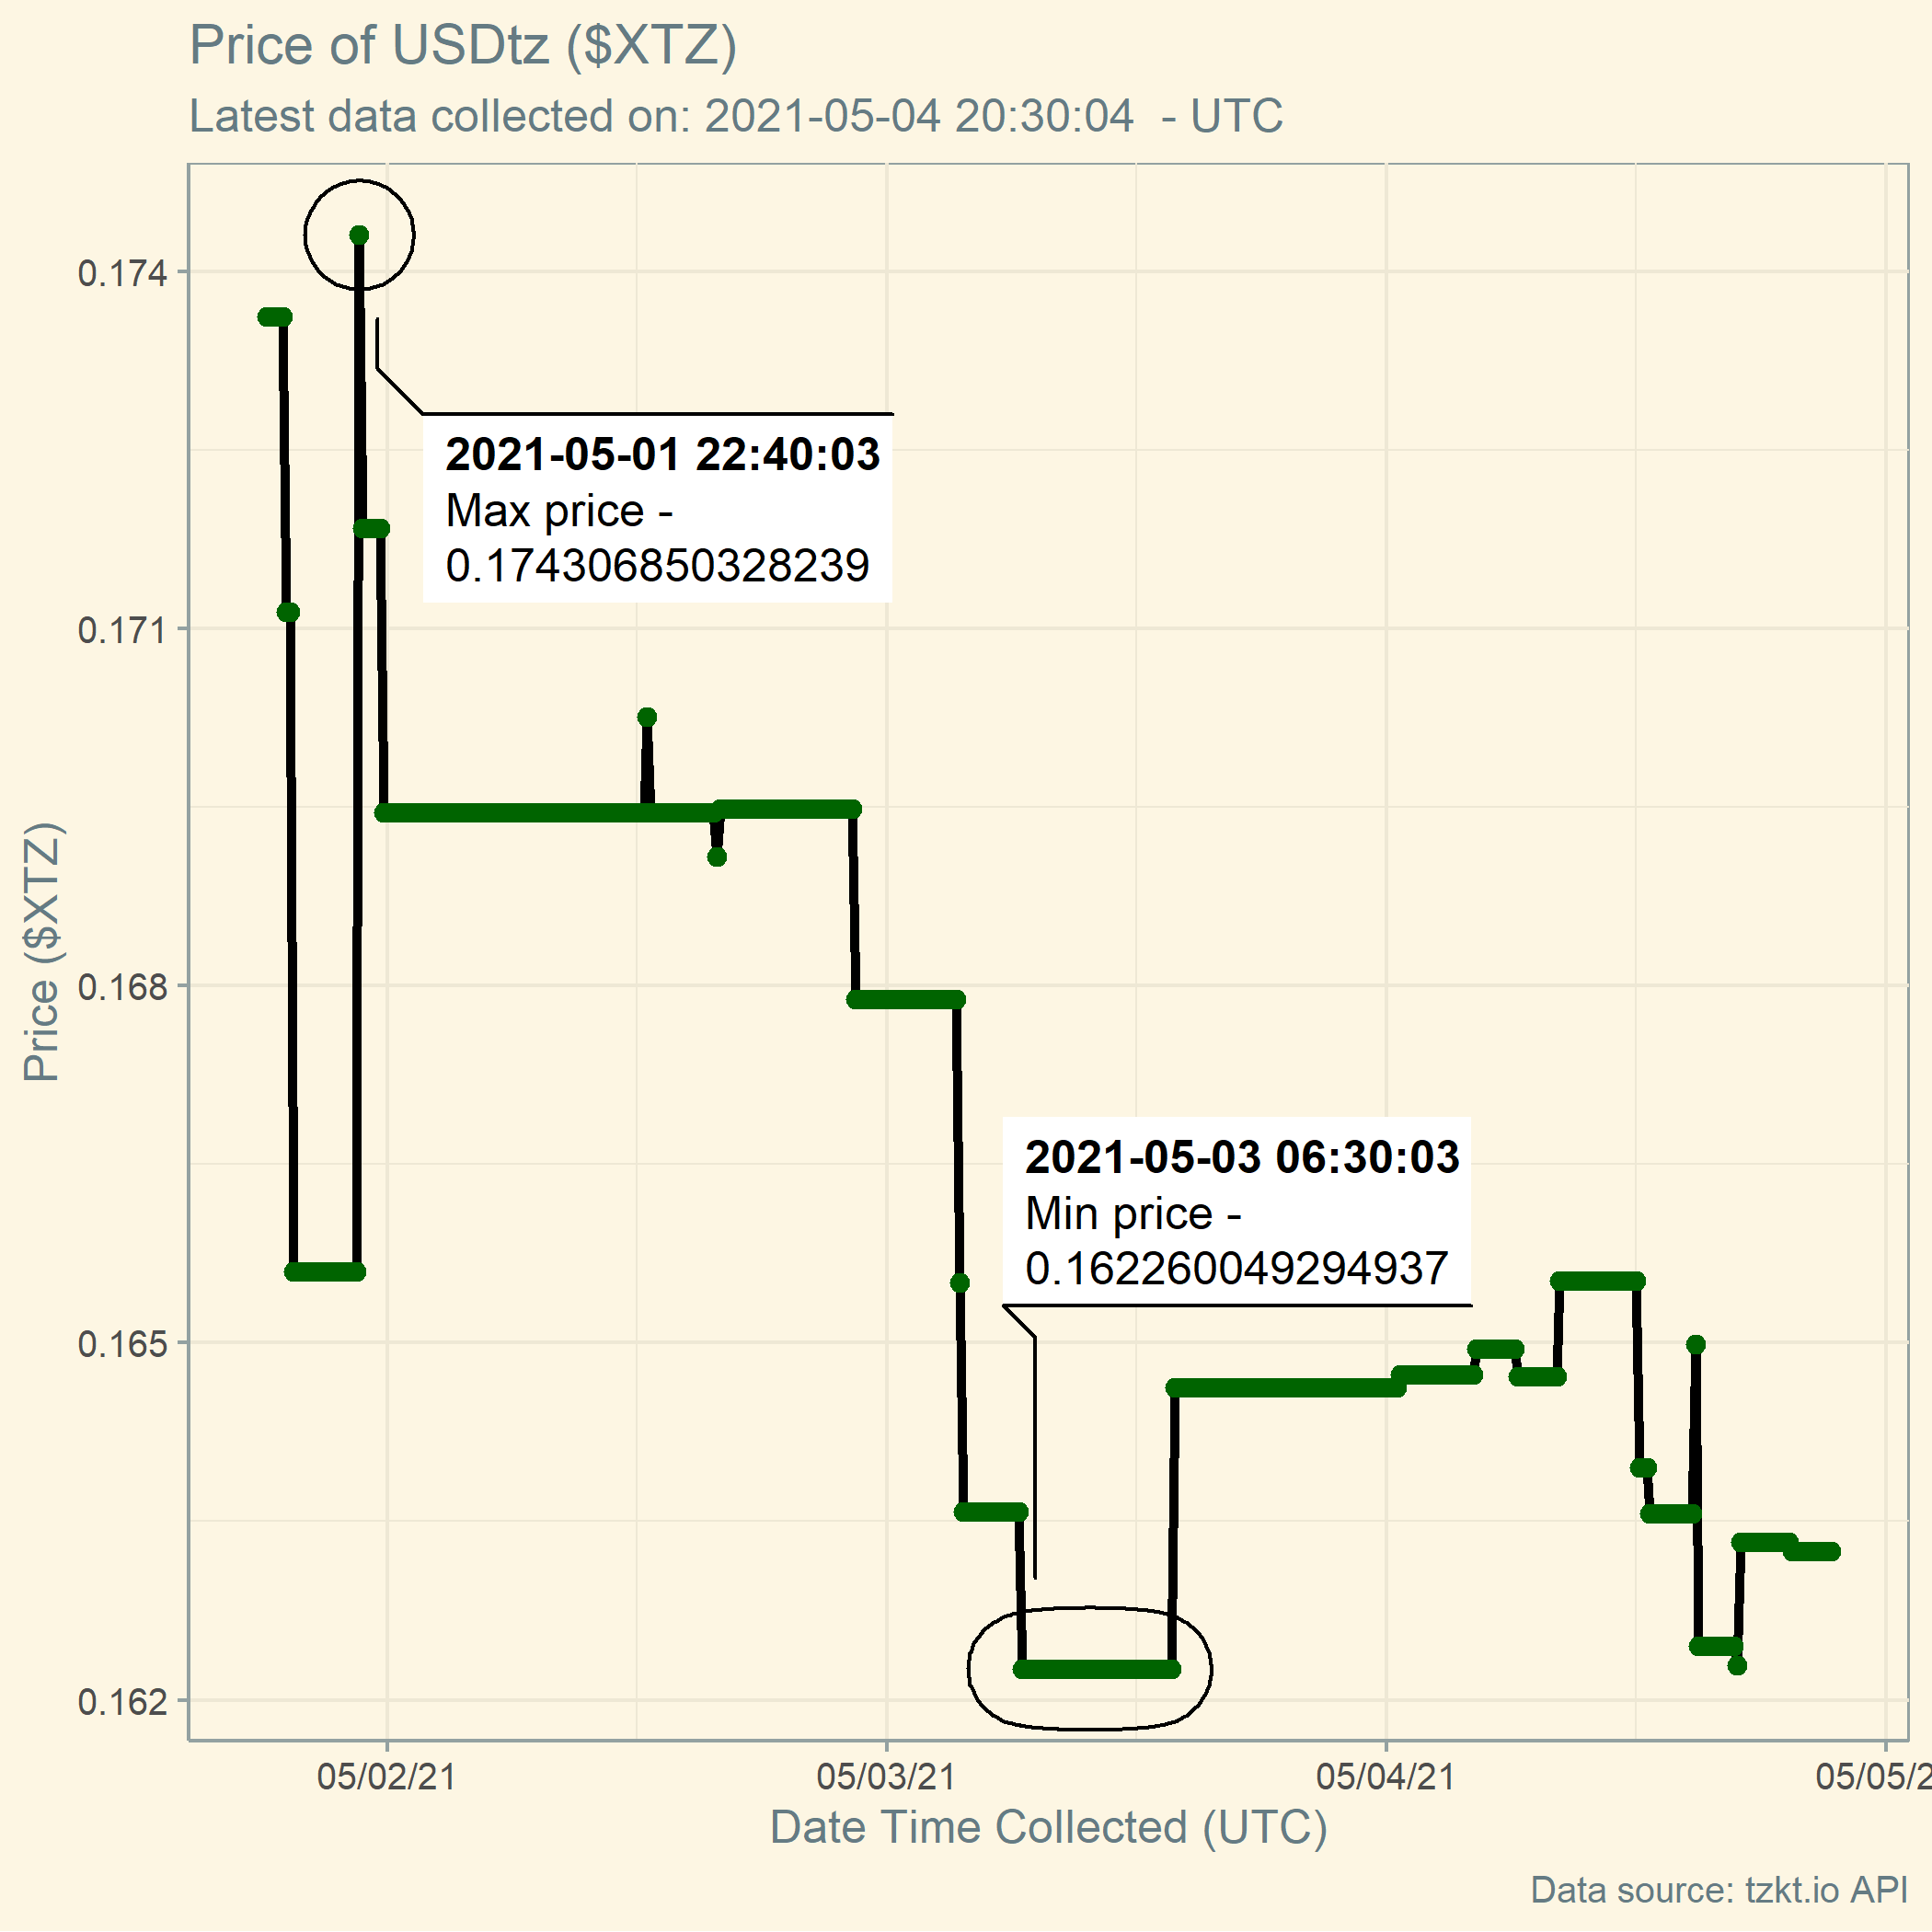 Price of USDtz ($XTZ)
Latest data collected on: 2021-05-04 20:30:04  - UTC
0.174
0.171
0.168
0.165
0.162
Price ($XTZ)
2021-05-01 22:40:03
Max price -
0.174306850328239
2021-05-03 06:30:03
Min price -
0.162260049294937
05/02/21
05/03/21
05/04/21
05/05/2
Date Time Collected (UTC)
Data source: tzkt.io API